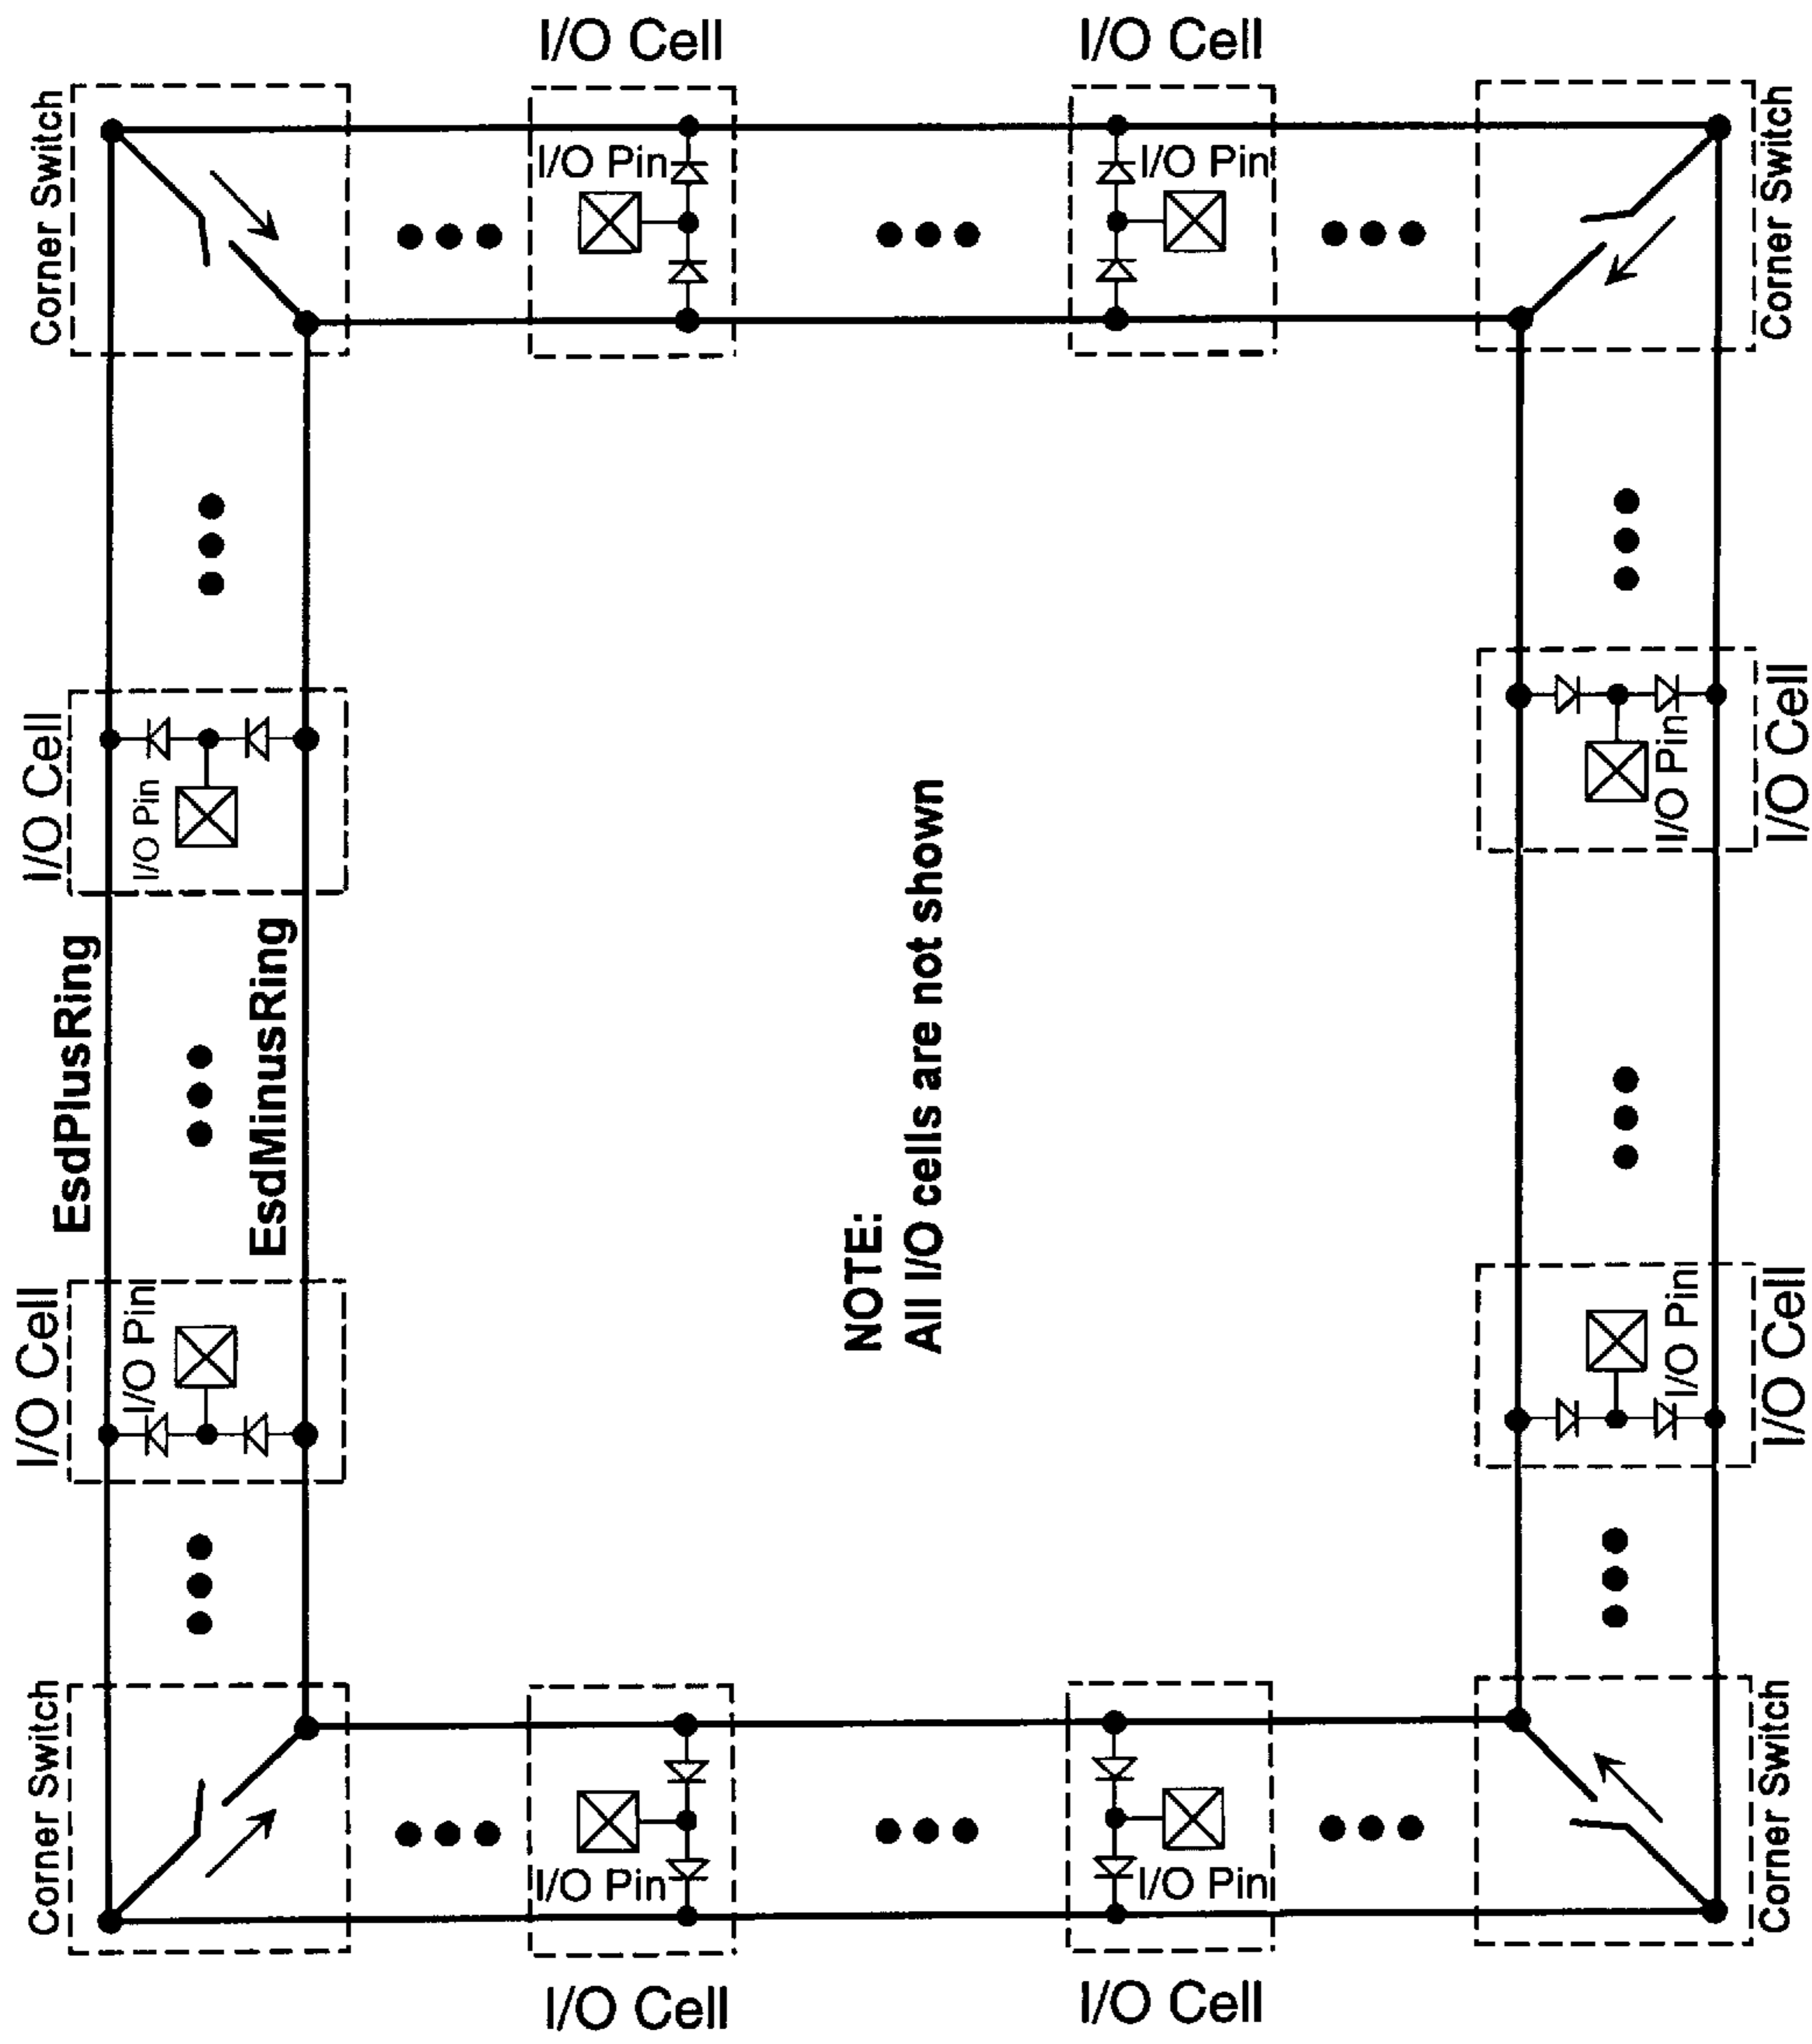 I/O Cell
I/O Cell
Corner Switch
I/O Pin
I/O Pin
Corner Switch
I/O Cell
I/O Pin
I/O Pin
I/O Cell
EsdPlusRing
EsdMinusRing
NOTE:
All I/O cells are not shown
I/O Cell
I/O Pin
I/O Pin
I/O Cell
Corner Switch
I/O Pin
I/O Pin
Corner Switch
I/O Cell
I/O Cell